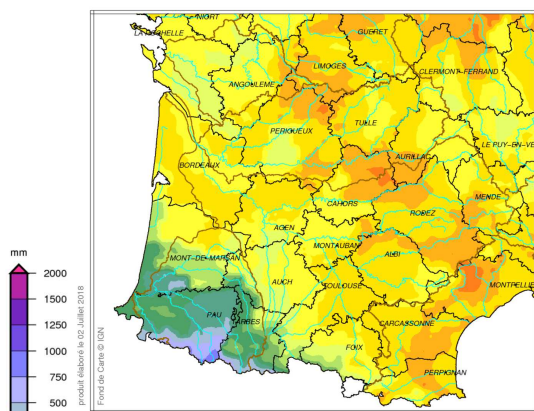 NIORT
LA ROCHELLE
GUERET
LIMOGES
CLERMONT-FERRAND
ANGOULEME
TULLE
PERIGUEUX
LE PUY-EN-VE
AURILLAC
BORDEAUX
CAHORS
MENDE
RODEZ
AGEN
MONTAUBAN
MONT-DE-MARSAN
ALBI
AUCH
TOULOUSE
MONTPELLIE
PAU
TARBES
CARCASSONNE
FOIX
PERPIGNAN
mm
2000
1500
1250
1000
750
500
produit élaboré le 02 Juillet 2018
Fond de Carte © IGN